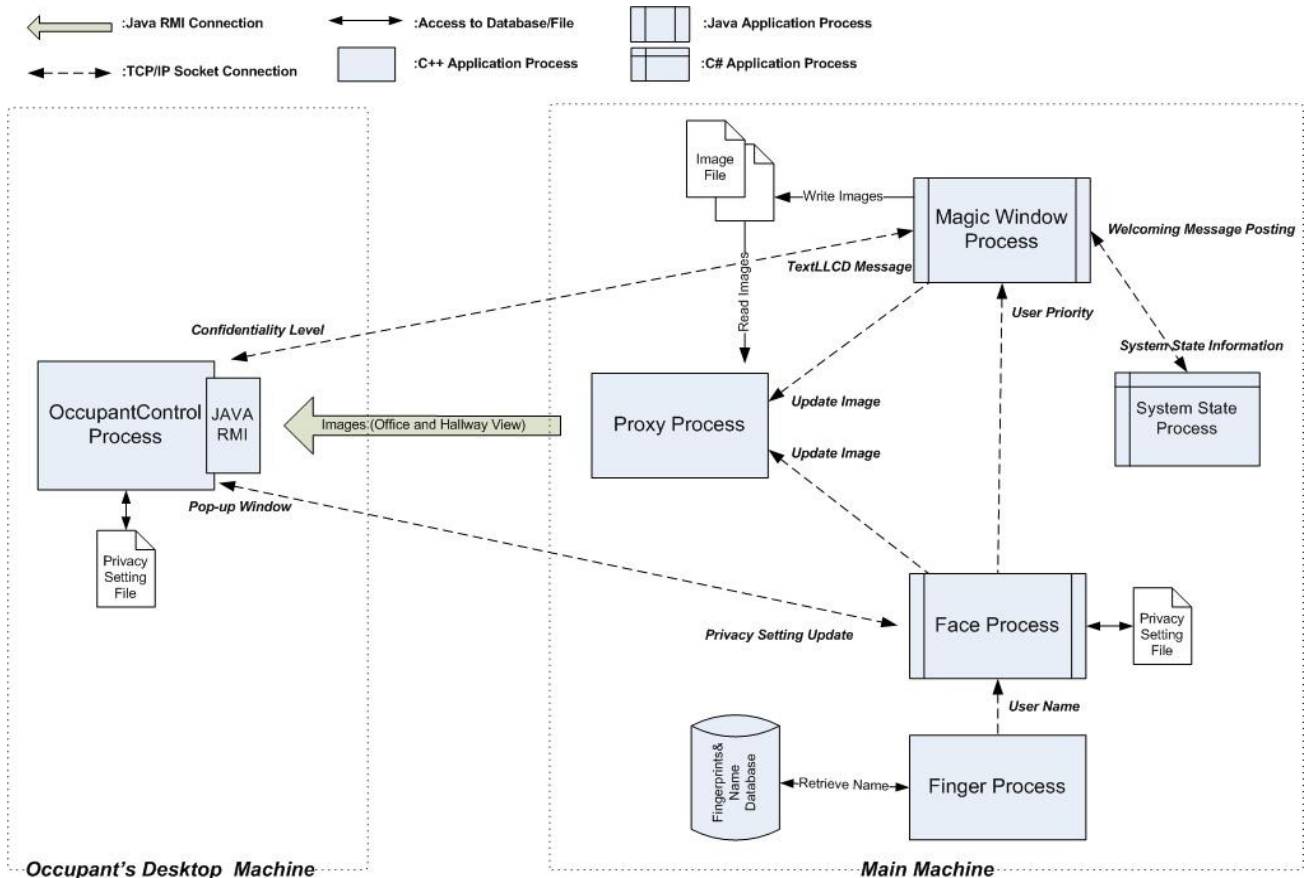 :Java RMI Connection
:Access to Database/File
:Java Application Process
:TCP/IP Socket Connection
:C++ Application Process
:C# Application Process
Image
File
Write Images
Magic Window
Process
Welcoming Message Posting
TextLLCD Message
Read Images
User Priority
Confidentiality Level
System State Information
OccupantControl
Process
JAVA
RMI
Images (Office and Hallway View)
Proxy Process
Update Image
Update Image
System State
Process
Pop-up Window
Privacy
Setting
File
Privacy Setting Update
Face Process
Privacy
Setting
File
User Name
Fingerprints&
Name
Database
Retrieve Name
Finger Process
Occupant's Desktop Machine
Main Machine